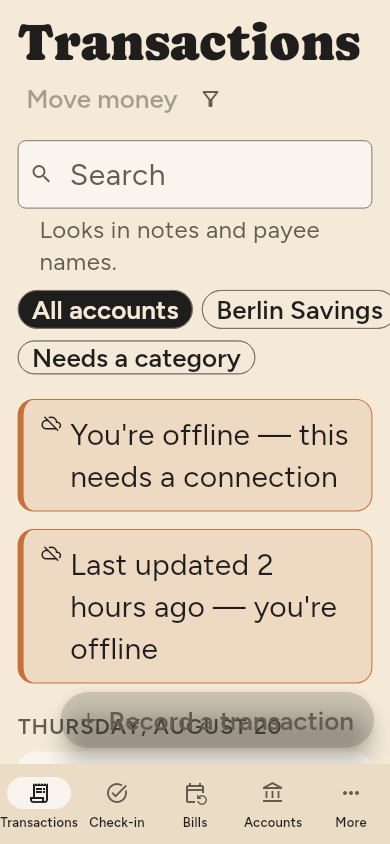 Transactions
Move money
Search
Looks in notes and payee
names.
All accounts
Berlin Savings
Needs a category
You're offline — this
needs a connection
Last updated 2
hours ago — you're
offline
THURSDAY, AUGUST 20
+ Record a transaction
Transactions
Check-in
Bills
Accounts
More